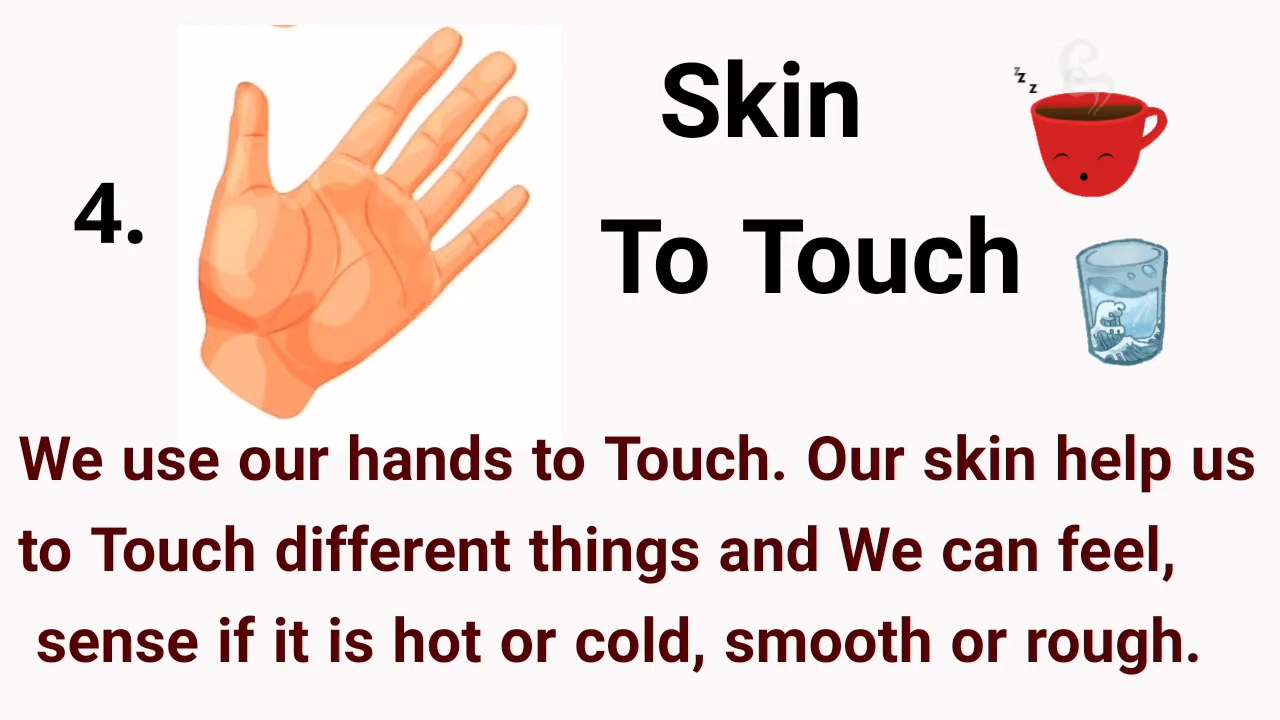 4.
Skin
To Touch
z z z
We use our hands to Touch. Our skin help us
to Touch different things and We can feel,
sense if it is hot or cold, smooth or rough.